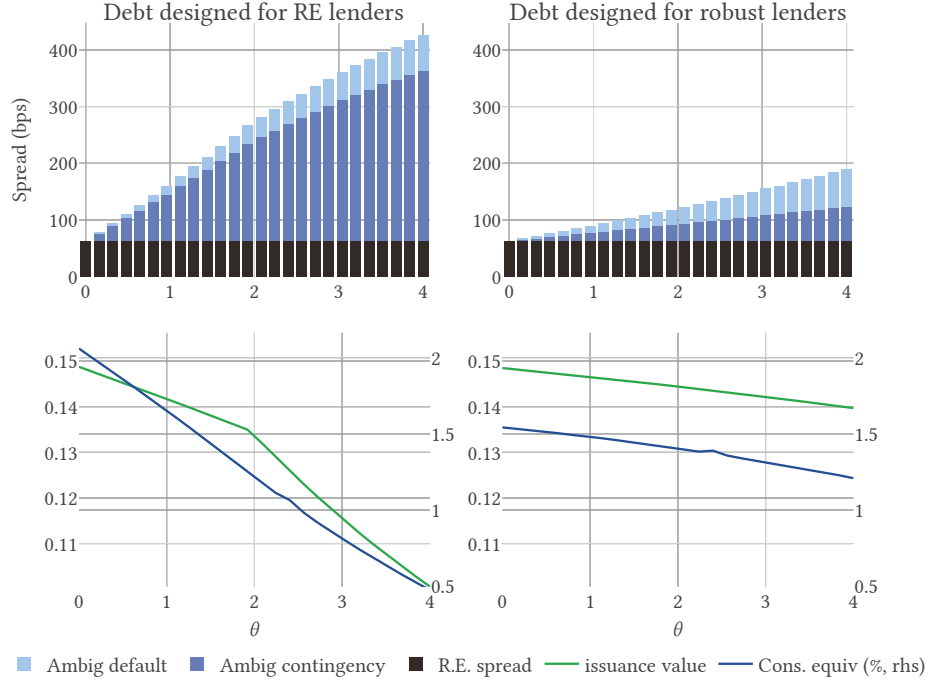 Debt designed for RE lenders
Debt designed for robust lenders
Spread (bps)
400
300
200
100
0
0 1 2 3 4
400
300
200
100
0
0 1 2 3 4
0.15
0.14
0.13
0.12
0.11
2
1.5
1
0.5
0 1 2 3 4
θ
0.15
0.14
0.13
0.12
0.11
2
1.5
1
0.5
0 1 2 3 4
θ
Ambig default Ambig contingency R.E. spread issuance value Cons. equiv (%, rhs)